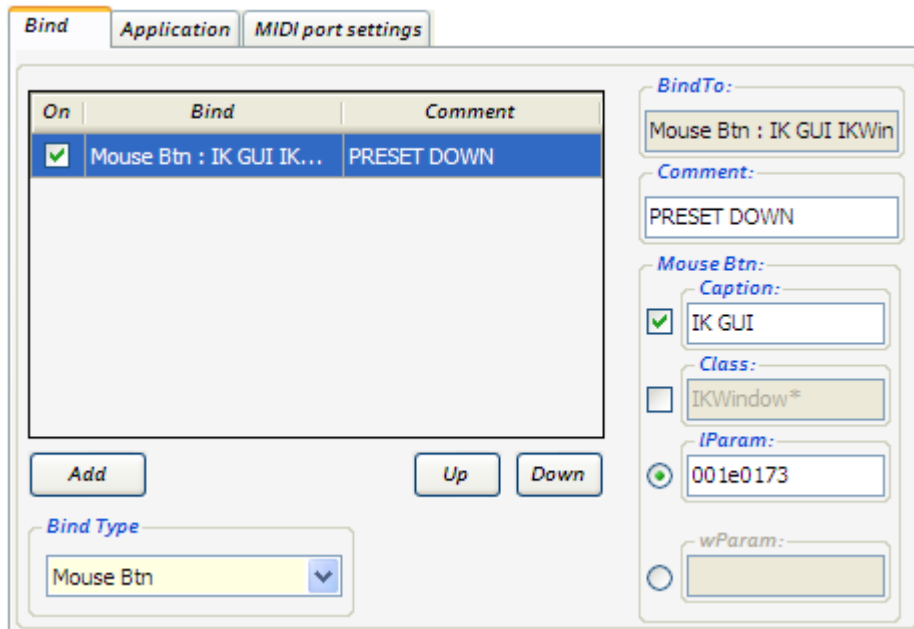 Bind Application MIDI port settings
On Bind Comment
Mouse Btn : IK GUI IK... PRESET DOWN
BindTo:
Mouse Btn : IK GUI IKWin
Comment:
PRESET DOWN
Mouse Btn:
Caption:
IK GUI
Class:
IKWindow*
lParam:
001e0173
wParam:
Add Up Down
Bind Type
Mouse Btn